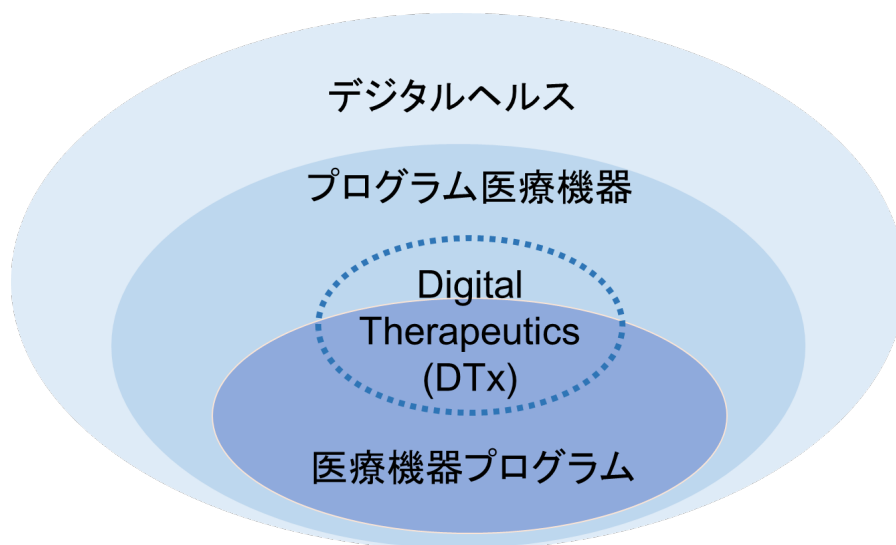 デジタルヘルス
プログラム医療機器
Digital
Therapeutics
(DTx)
医療機器プログラム